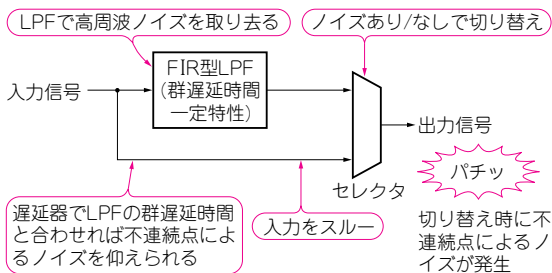 LPFで高周波ノイズを取り去る
ノイズあり/なしで切り替え
FIR型LPF
(群遅延時間
一定特性)
入力信号
出力信号
セレクタ
パチッ
遅延器でLPFの群遅延時間
と合わせれば不連続点によ
るノイズを仰えられる
入力をスルー
切り替え時に不
連続点によるノ
イズが発生